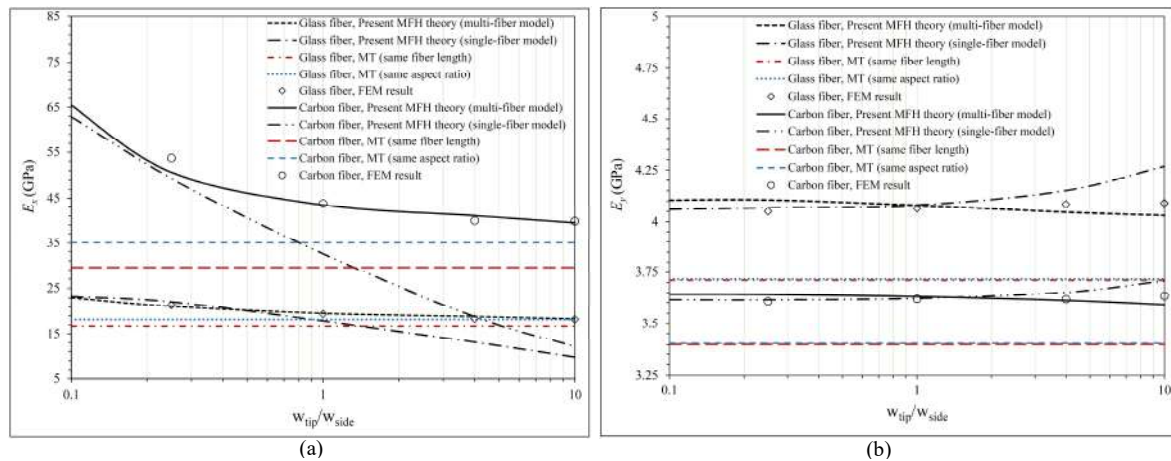 85
75
65
55
45
35
25
15
5
Eₓ (GPa)
Glass fiber, Present MFH theory (multi-fiber model)
Glass fiber, Present MFH theory (single-fiber model)
Glass fiber, MT (same fiber length)
Glass fiber, MT (same aspect ratio)
Glass fiber, FEM result
Carbon fiber, Present MFH theory (multi-fiber model)
Carbon fiber, Present MFH theory (single-fiber model)
Carbon fiber, MT (same fiber length)
Carbon fiber, MT (same aspect ratio)
Carbon fiber, FEM result
0.1 1 10
w_tip/w_side
(a)
5
4.75
4.5
4.25
4
3.75
3.5
3.25
E_y (GPa)
Glass fiber, Present MFH theory (multi-fiber model)
Glass fiber, Present MFH theory (single-fiber model)
Glass fiber, MT (same fiber length)
Glass fiber, MT (same aspect ratio)
Glass fiber, FEM result
Carbon fiber, Present MFH theory (multi-fiber model)
Carbon fiber, Present MFH theory (single-fiber model)
Carbon fiber, MT (same fiber length)
Carbon fiber, MT (same aspect ratio)
Carbon fiber, FEM result
0.1 1 10
w_tip/w_side
(b)